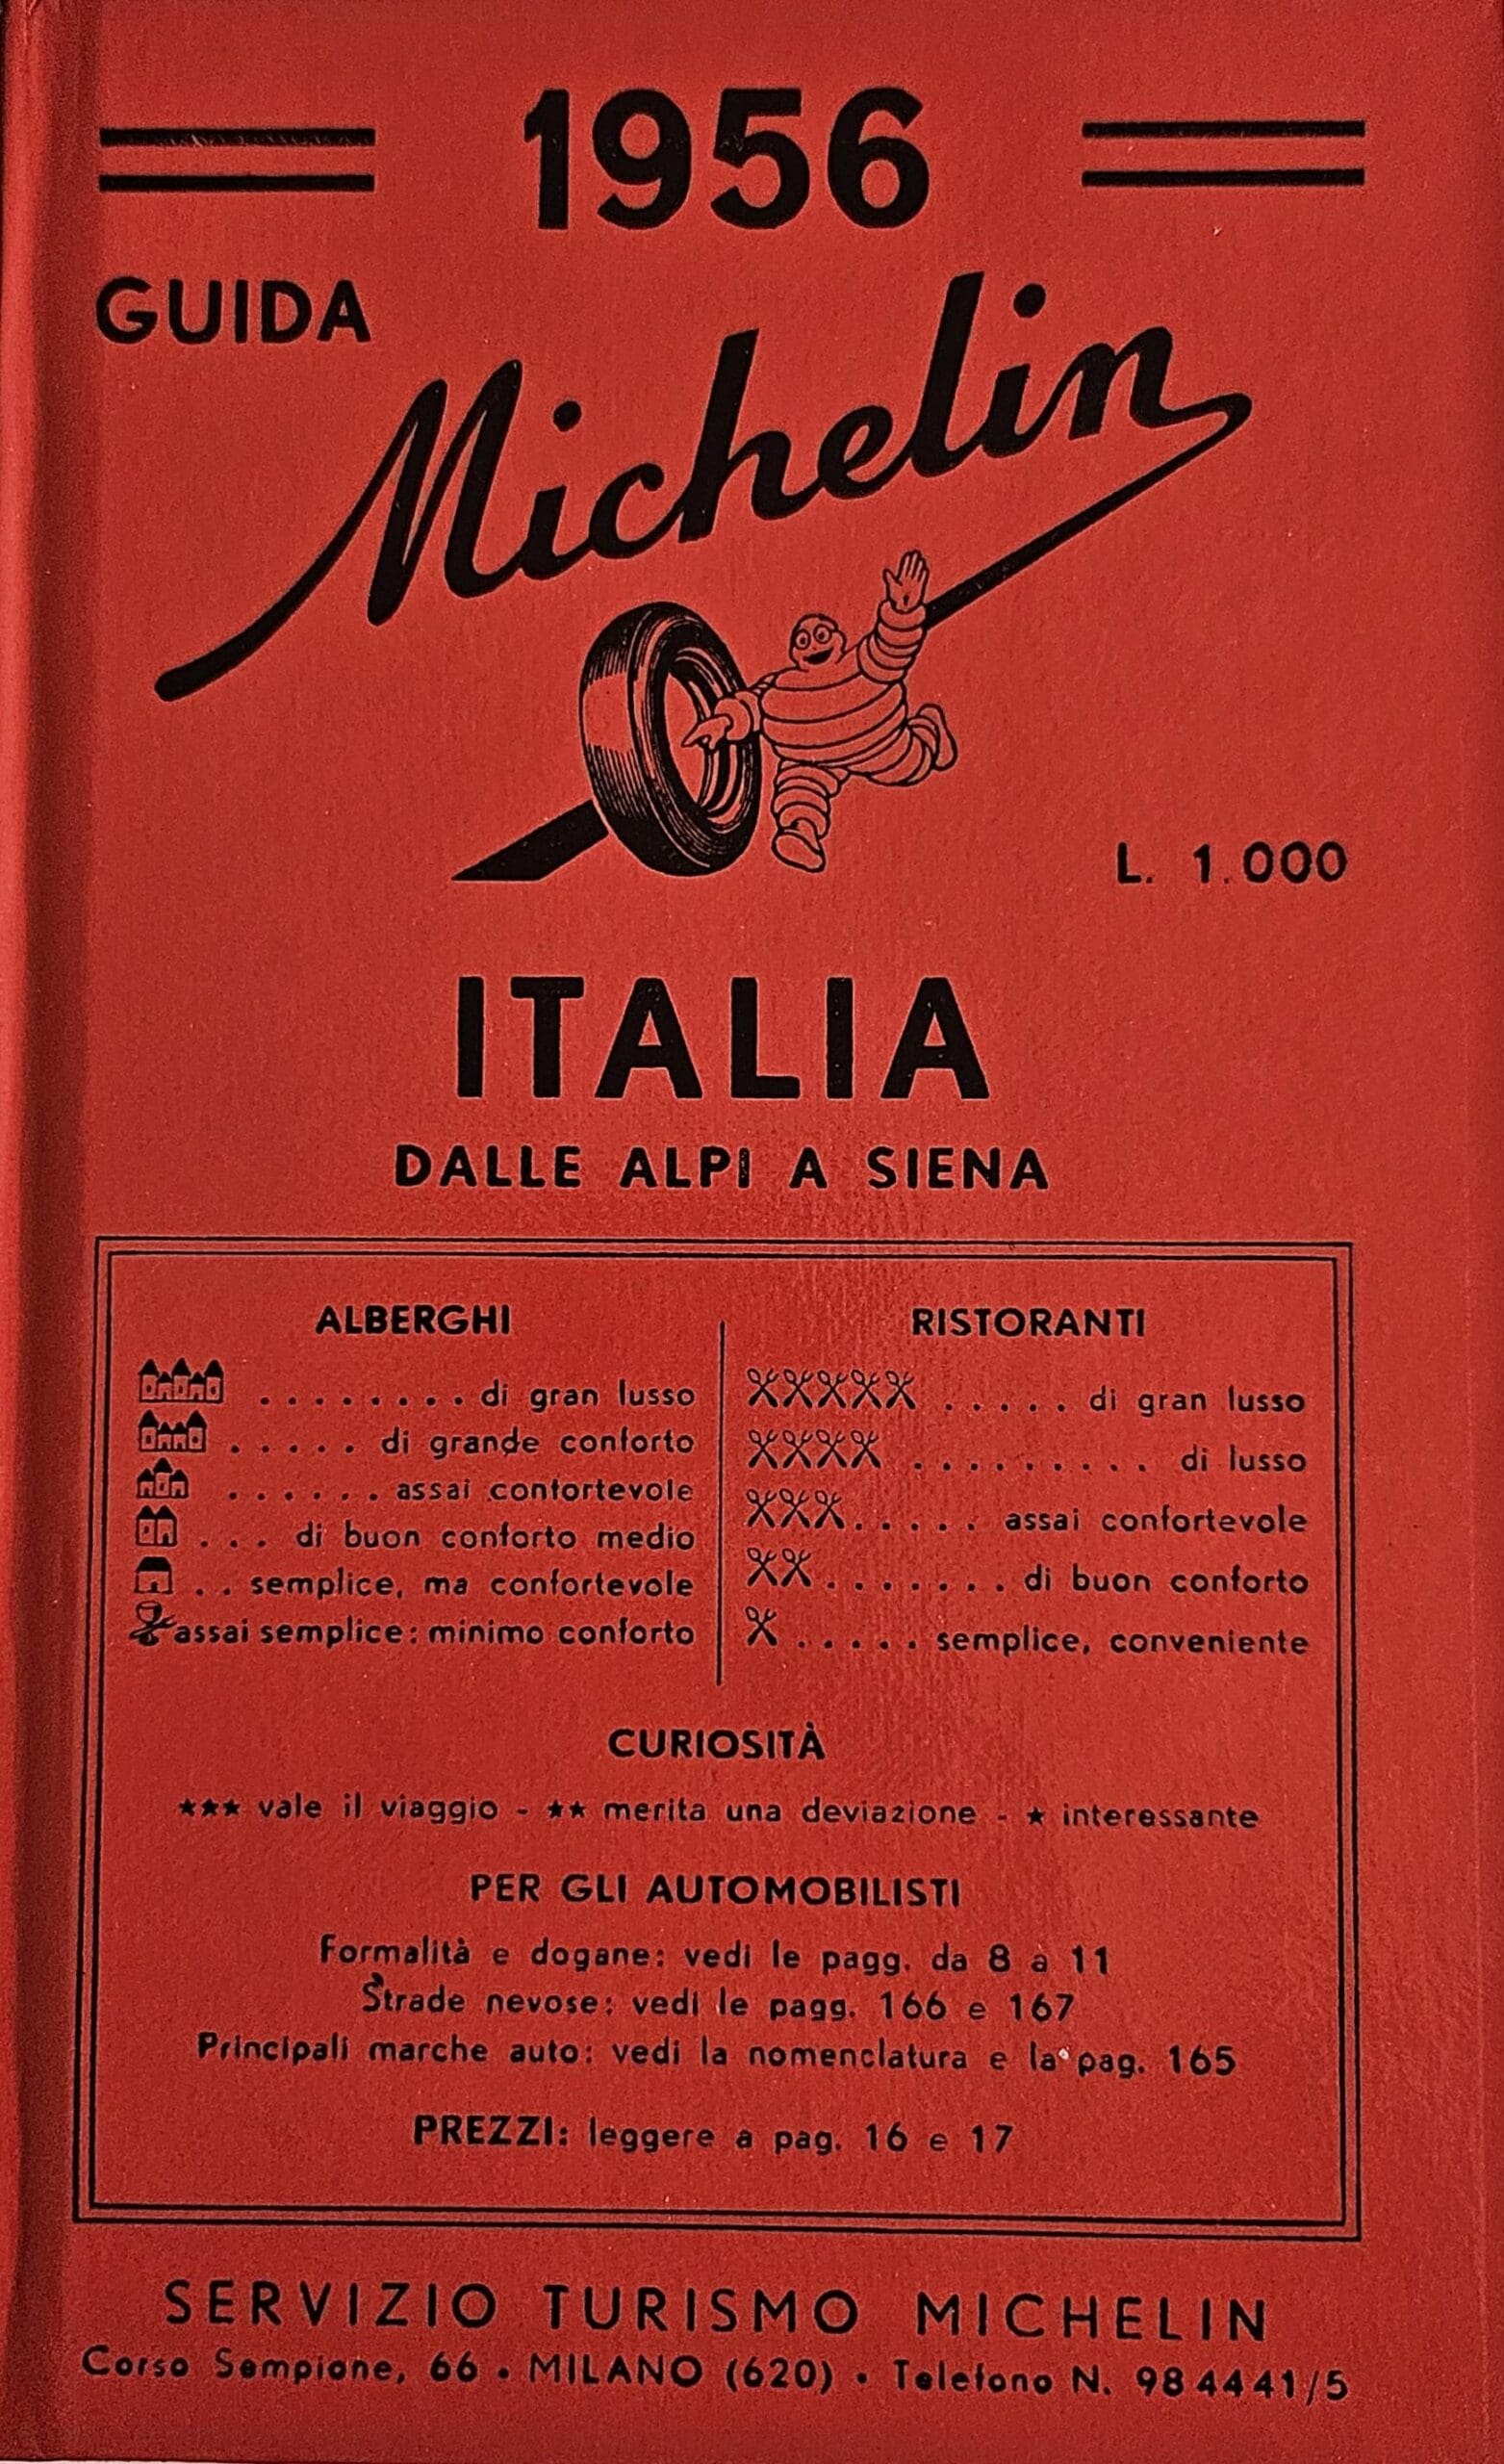 1956
GUIDA
Michelin
L. 1.000
ITALIA
DALLE ALPI A SIENA
ALBERGHI
........ di gran lusso
..... di grande conforto
...... assai confortevole
... di buon conforto medio
.. semplice, ma confortevole
assai semplice: minimo conforto
RISTORANTI
..... di gran lusso
......... di lusso
..... assai confortevole
....... di buon conforto
..... semplice, conveniente
CURIOSITÀ
★★★ vale il viaggio - ★★ merita una deviazione - ★ interessante
PER GLI AUTOMOBILISTI
Formalità e dogane: vedi le pagg. da 8 a 11
Strade nevose: vedi le pagg. 166 e 167
Principali marche auto: vedi la nomenclatura e la pag. 165
PREZZI: leggere a pag. 16 e 17
SERVIZIO TURISMO MICHELIN
Corso Sempione, 66 • MILANO (620) • Telefono N. 98 44 41/5